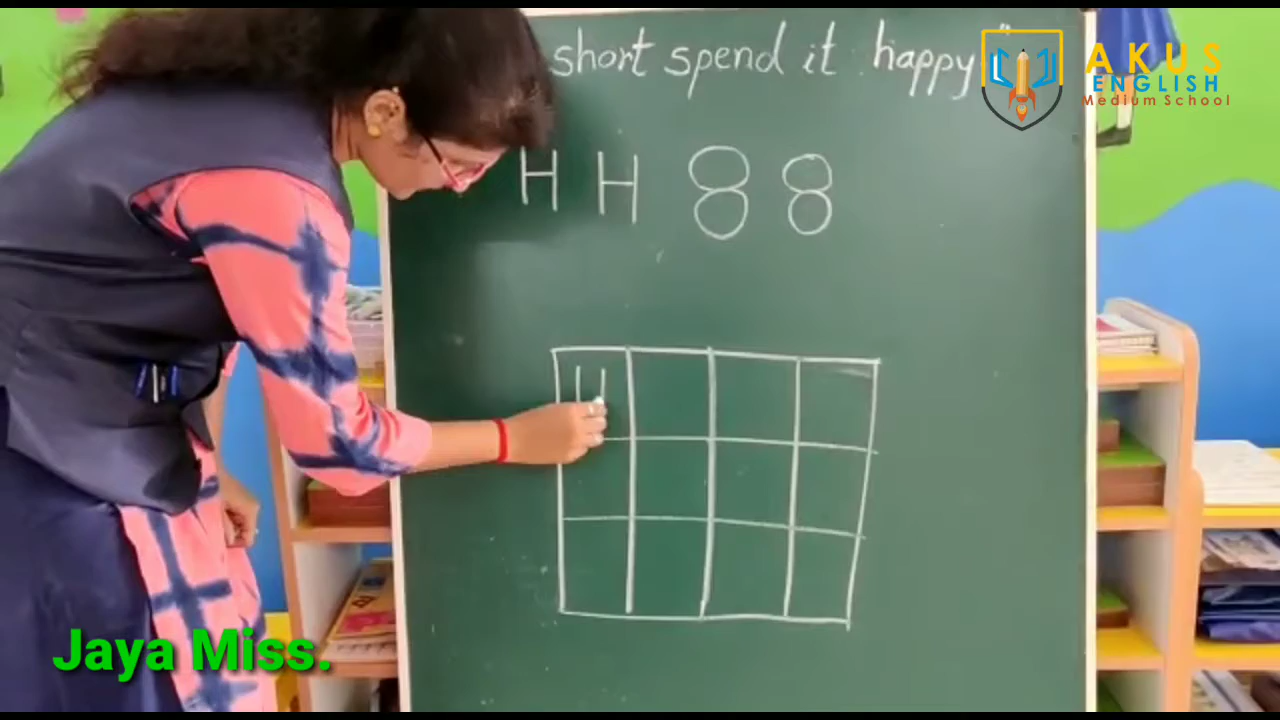 short spend it happy"
H H 8 8
AKUS
ENGLISH
Medium School
Jaya Miss.